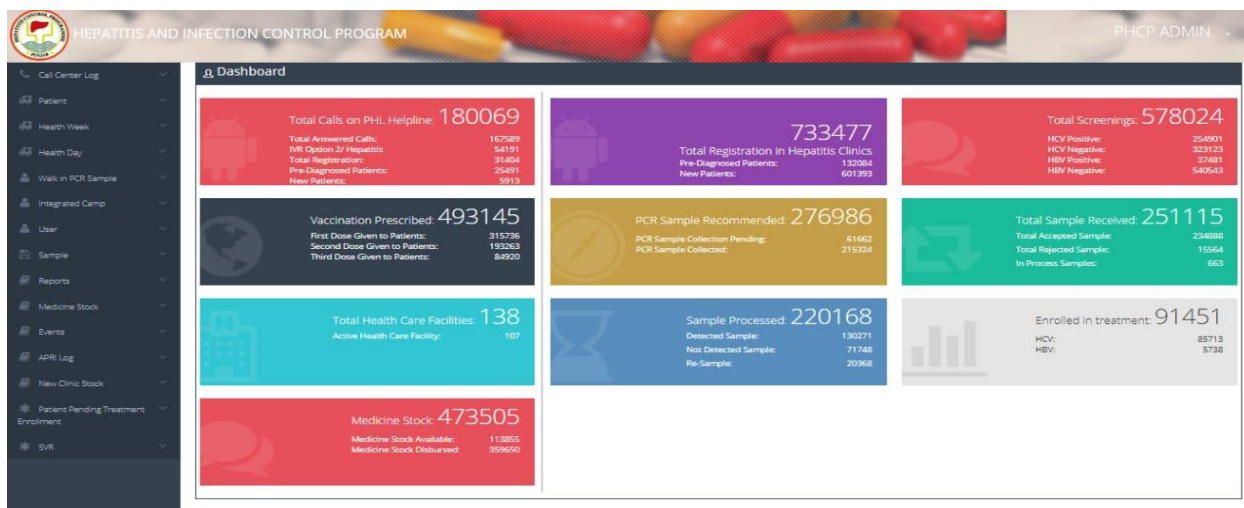 HEPATITIS AND INFECTION CONTROL PROGRAM
PHCP ADMIN
Call Center Log
Patient
Health Week
Health Day
Walk in PCR Sample
Integrated Camp
User
Sample
Reports
Medicine Stock
Events
APRI Log
New Clinic Stock
Patient Pending Treatment
Enrollment
SVR
Dashboard
Total Calls on PHL Helpline: 180069
Total Answered Calls: 167589
IVR Option 2/ Hepatitis 54191
Total Registration: 31404
Pre-Diagnosed Patients: 25491
New Patients: 5913
733477
Total Registration in Hepatitis Clinics
Pre-Diagnosed Patients: 132084
New Patients: 601393
Total Screenings: 578024
HCV Positive: 254901
HCV Negative: 323123
HBV Positive: 37481
HBV Negative: 540543
Vaccination Prescribed: 493145
First Dose Given to Patients: 315736
Second Dose Given to Patients: 193263
Third Dose Given to Patients: 84920
PCR Sample Recommended: 276986
PCR Sample Collection Pending: 61662
PCR Sample Collected: 215324
Total Sample Received: 251115
Total Accepted Sample: 234888
Total Rejected Sample: 15564
In Process Samples: 663
Total Health Care Facilities: 138
Active Health Care Facility: 107
Sample Processed: 220168
Detected Sample: 130271
Not Detected Sample: 71748
Re-Sample: 20368
Enrolled in treatment: 91451
HCV: 85713
HBV: 5738
Medicine Stock: 473505
Medicine Stock Available: 113855
Medicine Stock Disbursed: 359650